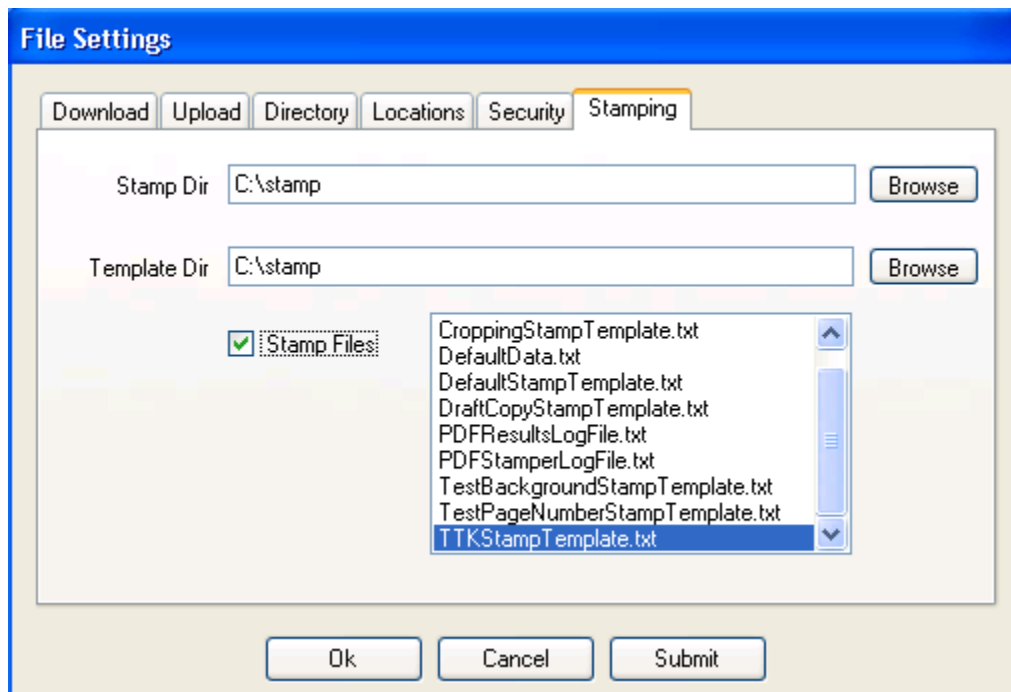 File Settings
Download Upload Directory Locations Security Stamping
Stamp Dir C:\stamp Browse
Template Dir C:\stamp Browse
Stamp Files
CroppingStampTemplate.txt
DefaultData.txt
DefaultStampTemplate.txt
DraftCopyStampTemplate.txt
PDFResultsLogFile.txt
PDFStamperLogFile.txt
TestBackgroundStampTemplate.txt
TestPageNumberStampTemplate.txt
TTKStampTemplate.txt
Ok Cancel Submit